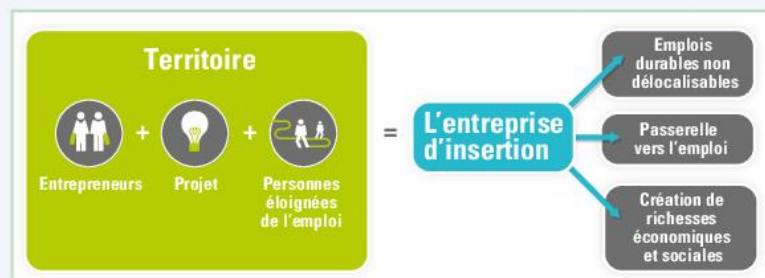 Territoire
+
+
Entrepreneurs
Projet
Personnes
éloignées
de l'emploi
=
L'entreprise
d'insertion
Emplois
durables non
délocalisables
Passerelle
vers l'emploi
Création de
richesses
économiques
et sociales